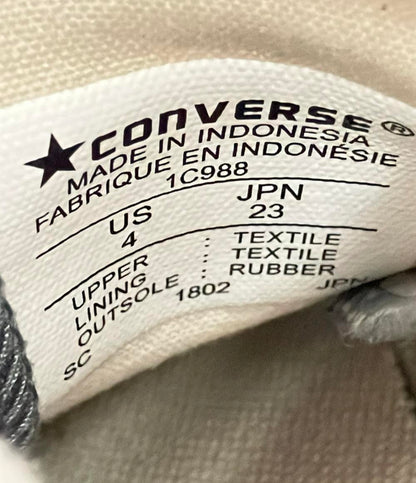 ★CONVERSE®
MADE IN INDONESIA
FABRIQUE EN INDONÉSIE
1C988
US JPN
4 23
UPPER : TEXTILE
LINING : TEXTILE
OUTSOLE : RUBBER
SC 1802 JPN